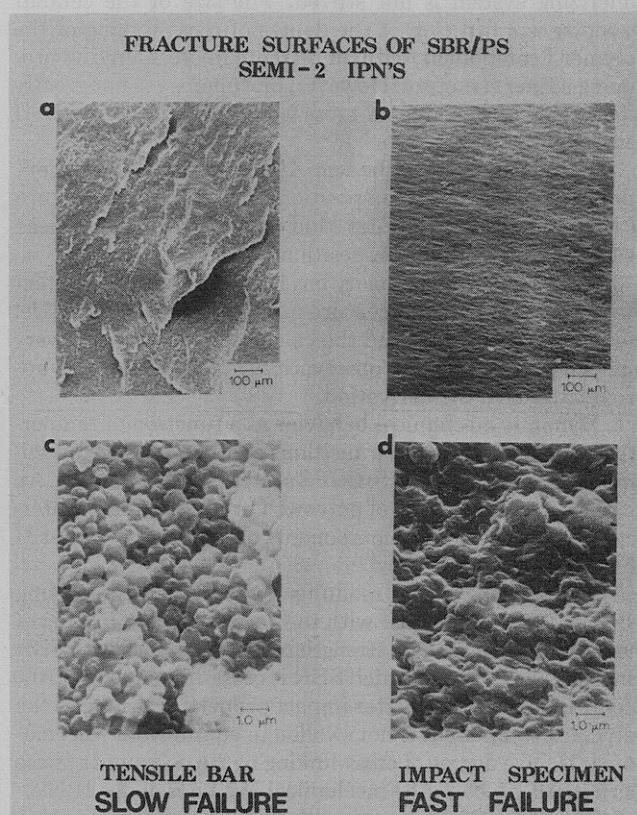 FRACTURE SURFACES OF SBR/PS
SEMI-2 IPN'S
a
b
100 µm
100 µm
c
d
1.0 µm
1.0 µm
TENSILE BAR
SLOW FAILURE
IMPACT SPECIMEN
FAST FAILURE